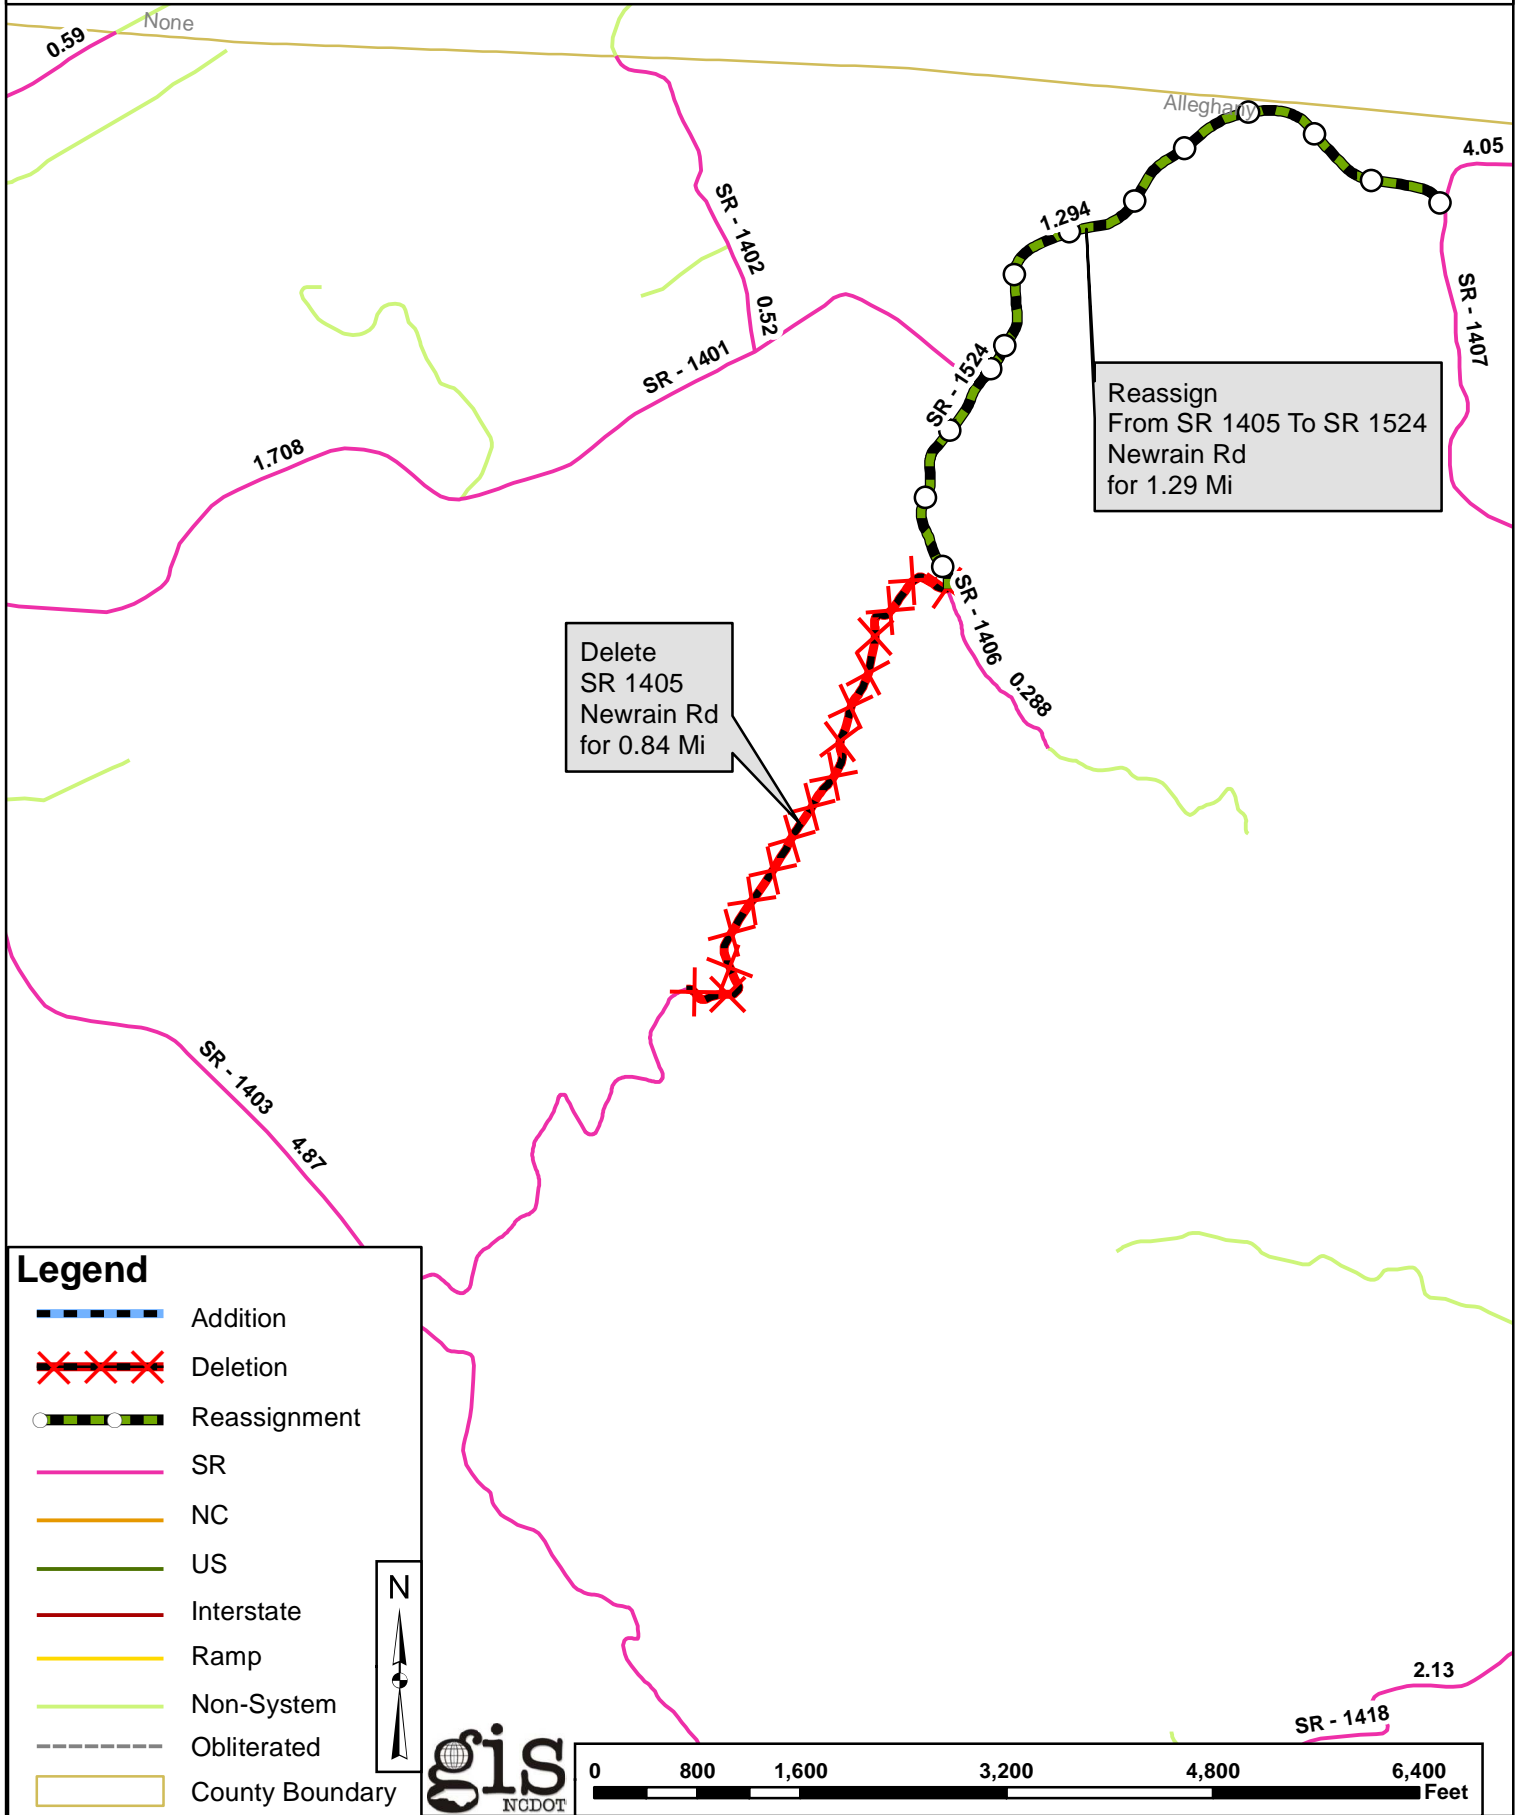 None
0.59
Alleghany
4.05
SR - 1402
0.52
1.294
SR - 1407
SR - 1401
SR - 1524
Reassign
From SR 1405 To SR 1524
Newrain Rd
for 1.29 Mi
1.708
SR - 1406
0.288
Delete
SR 1405
Newrain Rd
for 0.84 Mi
SR - 1403
4.87
Legend
Addition
Deletion
Reassignment
SR
NC
US
Interstate
Ramp
Non-System
Obliterated
County Boundary
N
2.13
SR - 1418
gis
NCDOT
0 800 1,600 3,200 4,800 6,400
Feet